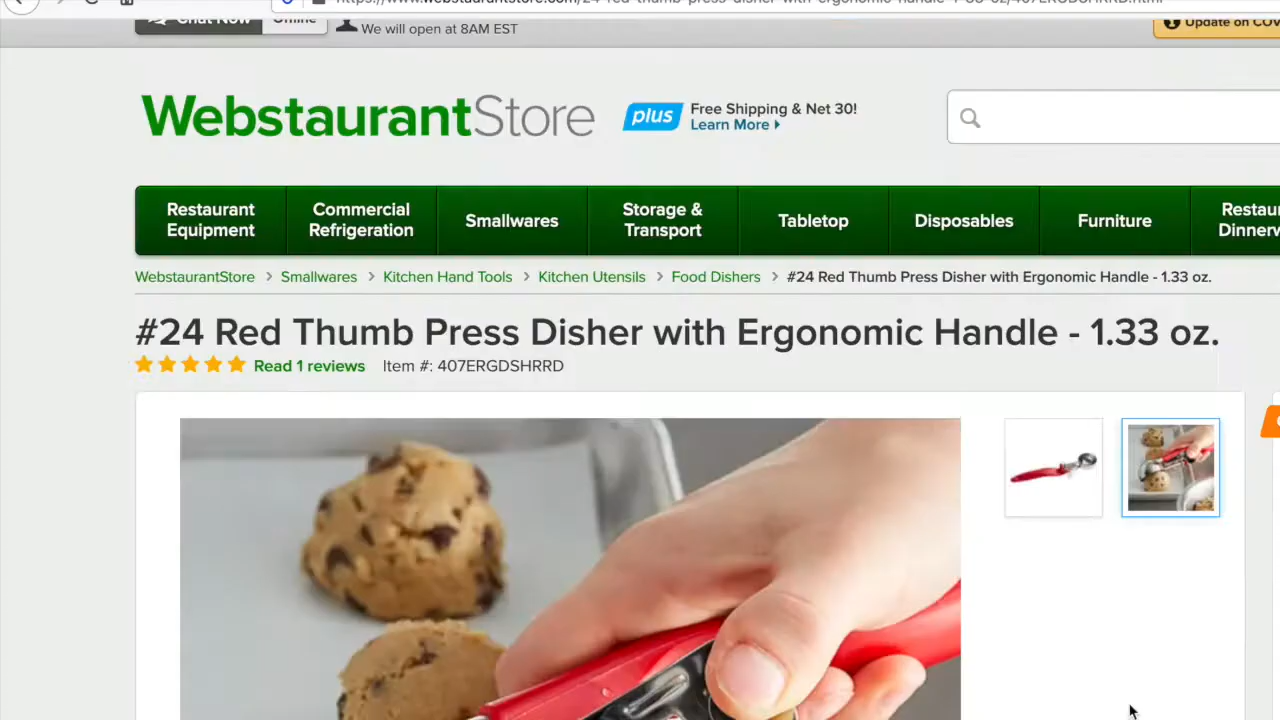 Chat Now
Online
We will open at 8AM EST
WebstaurantStore
plus
Free Shipping & Net 30!
Learn More
Restaurant
Equipment
Commercial
Refrigeration
Smallwares
Storage &
Transport
Tabletop
Disposables
Furniture
WebstaurantStore > Smallwares > Kitchen Hand Tools > Kitchen Utensils > Food Dishers > #24 Red Thumb Press Disher with Ergonomic Handle - 1.33 oz.
#24 Red Thumb Press Disher with Ergonomic Handle - 1.33 oz.
Read 1 reviews Item #: 407ERGDSHRRD